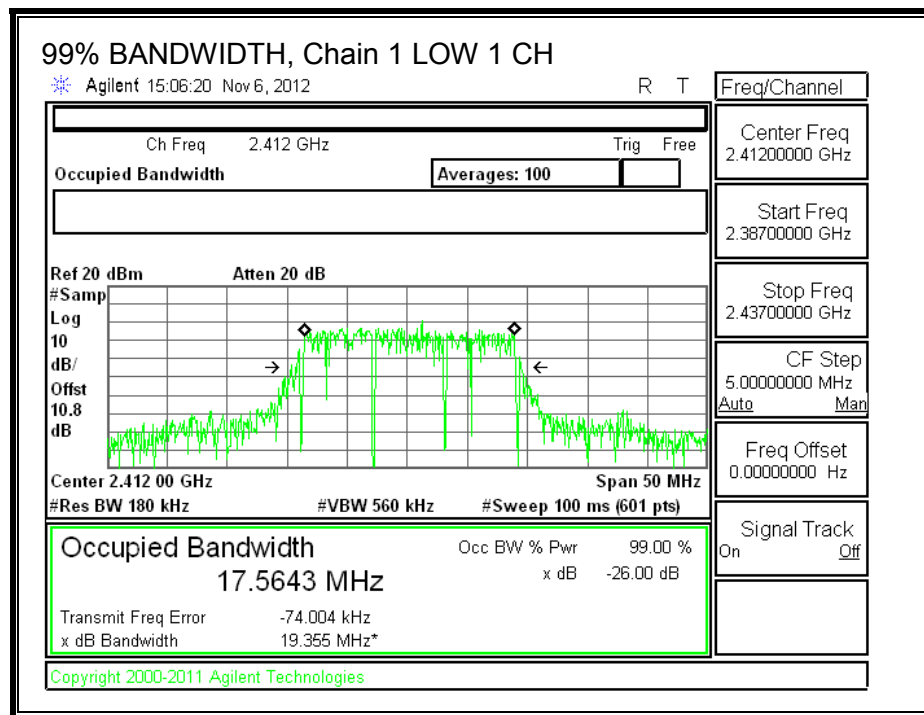 99% BANDWIDTH, Chain 1 LOW 1 CH
Agilent 15:06:20 Nov 6, 2012 R T
Freq/Channel
Ch Freq 2.412 GHz Trig Free
Occupied Bandwidth Averages: 100
Center Freq
2.41200000 GHz
Start Freq
2.38700000 GHz
Stop Freq
2.43700000 GHz
CF Step
5.00000000 MHz
Auto Man
Freq Offset
0.00000000 Hz
Signal Track
On Off
Ref 20 dBm Atten 20 dB
#Samp
Log
10
dB/
Offst
10.8
dB
Center 2.412 00 GHz Span 50 MHz
#Res BW 180 kHz #VBW 560 kHz #Sweep 100 ms (601 pts)
Occupied Bandwidth Occ BW % Pwr 99.00 %
17.5643 MHz x dB -26.00 dB
Transmit Freq Error -74.004 kHz
x dB Bandwidth 19.355 MHz*
Copyright 2000-2011 Agilent Technologies